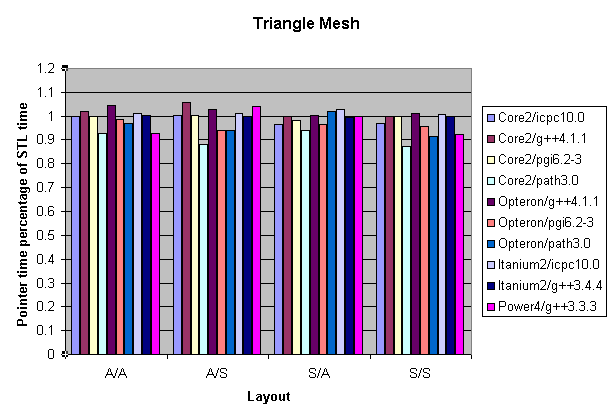 Triangle Mesh
Pointer time percentage of STL time
1.2
1.1
1
0.9
0.8
0.7
0.6
0.5
0.4
0.3
0.2
0.1
0
A/A
A/S
S/A
S/S
Layout
Core2/icpc10.0
Core2/g++4.1.1
Core2/pgi6.2-3
Core2/path3.0
Opteron/g++4.1.1
Opteron/pgi6.2-3
Opteron/path3.0
Itanium2/icpc10.0
Itanium2/g++3.4.4
Power4/g++3.3.3